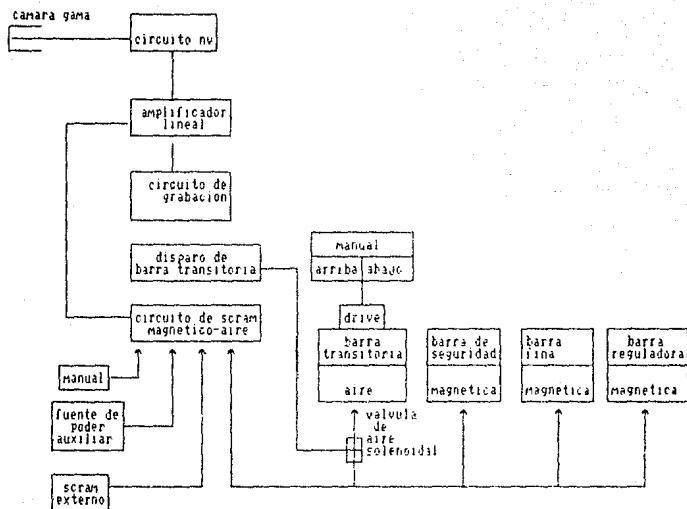 camara gama
circuito nv
amplificador
lineal
circuito de
grabacion
disparo de
barra transitoria
manual
arriba abajo
drive
circuito de scram
magnetico-aire
barra
transitoria
aire
barra de
seguridad
magnetica
barra
fina
magnetica
barra
reguladora
magnetica
manual
fuente de
poder
auxiliar
valvula
de
aire
solenoidal
scram
externo